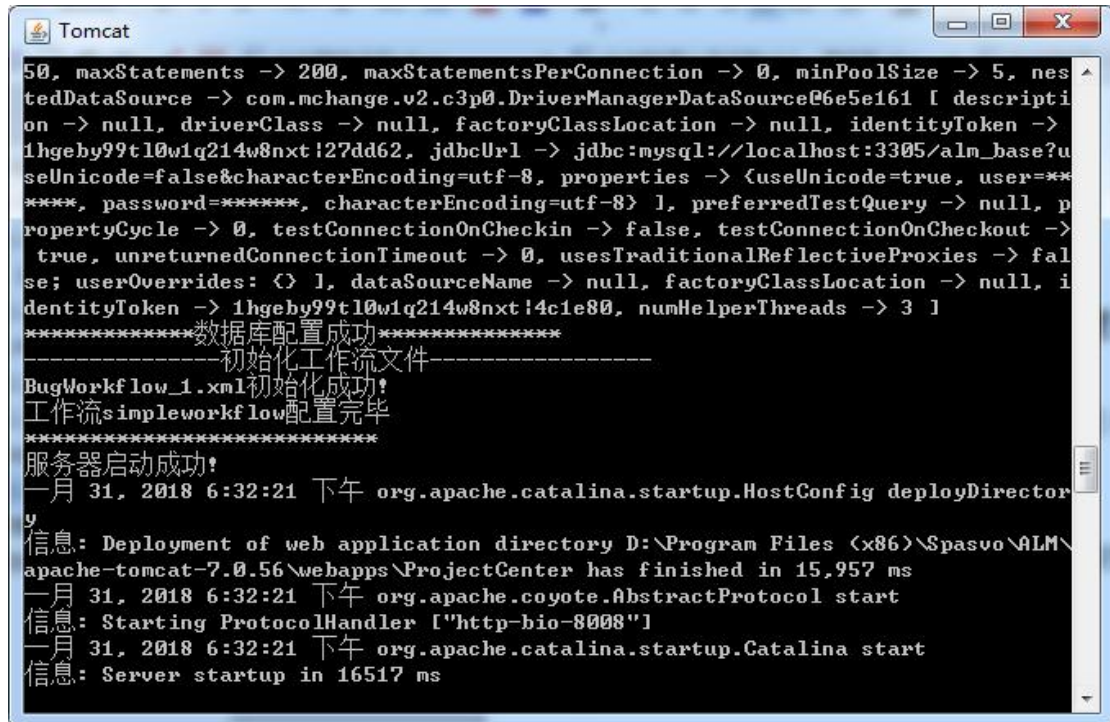 Tomcat
50, maxStatements -> 200, maxStatementsPerConnection -> 0, minPoolSize -> 5, nes
tedDataSource -> com.mchange.v2.c3p0.DriverManagerDataSource@6e5e161 [ descripti
on -> null, driverClass -> null, factoryClassLocation -> null, identityToken ->
1hgeby99tl0w1q214w8nxt|27dd62, jdbcUrl -> jdbc:mysql://localhost:3305/alm_base?u
seUnicode=false&characterEncoding=utf-8, properties -> {useUnicode=true, user=**
****, password=******, characterEncoding=utf-8} ], preferredTestQuery -> null, p
ropertyCycle -> 0, testConnectionOnCheckin -> false, testConnectionOnCheckout ->
 true, unreturnedConnectionTimeout -> 0, usesTraditionalReflectiveProxies -> fal
se; userOverrides: {} ], dataSourceName -> null, factoryClassLocation -> null, i
dentityToken -> 1hgeby99tl0w1q214w8nxt|4c1e80, numHelperThreads -> 3 ]
*************数据库配置成功**************
---------------初始化工作流文件-----------------
BugWorkflow_1.xml初始化成功!
工作流simpleworkflow配置完毕
***************************
服务器启动成功!
一月 31, 2018 6:32:21 下午 org.apache.catalina.startup.HostConfig deployDirector
y
信息: Deployment of web application directory D:\Program Files (x86)\Spasvo\ALM\
apache-tomcat-7.0.56\webapps\ProjectCenter has finished in 15,957 ms
一月 31, 2018 6:32:21 下午 org.apache.coyote.AbstractProtocol start
信息: Starting ProtocolHandler ["http-bio-8008"]
一月 31, 2018 6:32:21 下午 org.apache.catalina.startup.Catalina start
信息: Server startup in 16517 ms